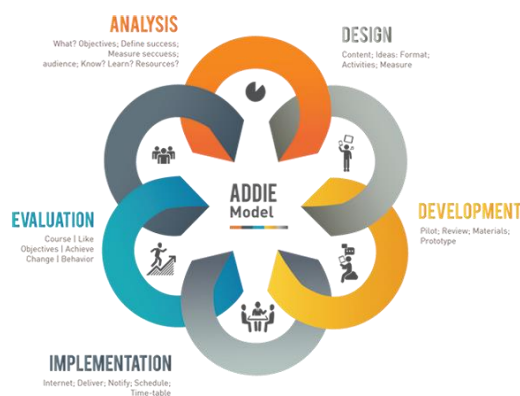 ANALYSIS
What? Objectives; Define success;
Measure seccuess;
audience; Know? Learn? Resources?
DESIGN
Content; Ideas: Format;
Activities; Measure
ADDIE
Model
DEVELOPMENT
Pilot; Review; Materials;
Prototype
EVALUATION
Course | Like
Objectives | Achieve
Change | Behavior
IMPLEMENTATION
Internet; Deliver; Notify; Schedule;
Time-table